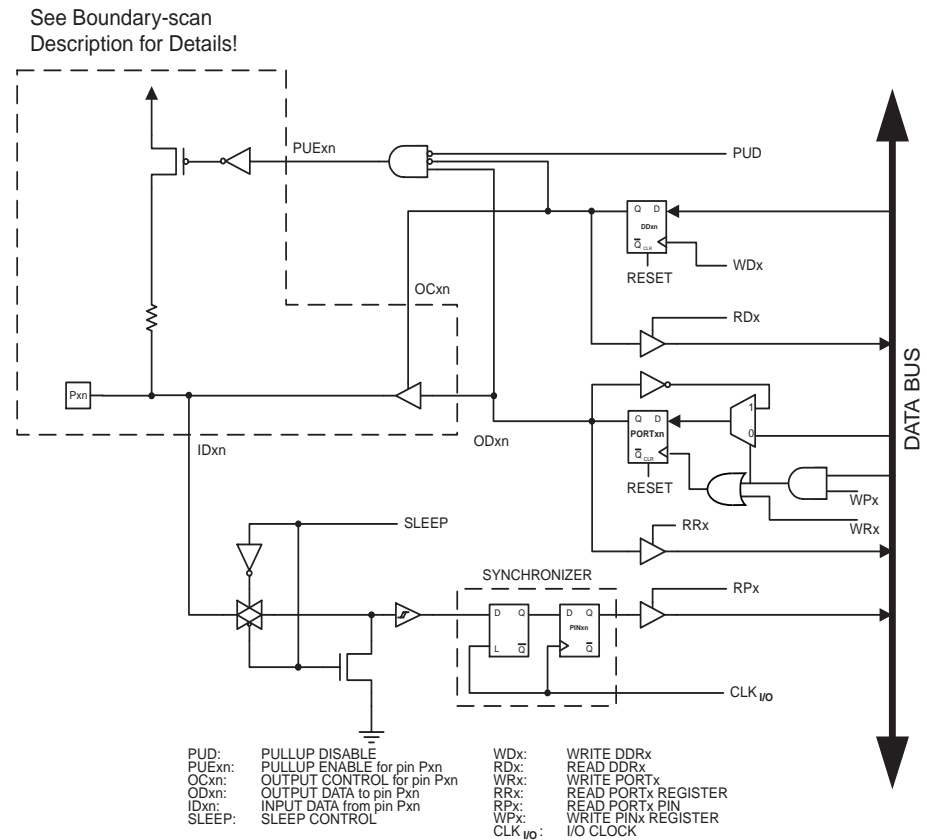 See Boundary-scan
Description for Details!
PUExn
PUD
Q D
DDxn
Q CLR
RESET
WDx
OCxn
RDx
Pxn
ODxn
IDxn
1
0
Q D
PORTxn
Q CLR
RESET
WPx
WRx
RRx
SLEEP
SYNCHRONIZER
RPx
D Q
L Q
D Q
PINxn
Q
CLK I/O
DATA BUS
PUD: PULLUP DISABLE
PUExn: PULLUP ENABLE for pin Pxn
OCxn: OUTPUT CONTROL for pin Pxn
ODxn: OUTPUT DATA to pin Pxn
IDxn: INPUT DATA from pin Pxn
SLEEP: SLEEP CONTROL
WDx: WRITE DDRx
RDx: READ DDRx
WRx: WRITE PORTx
RRx: READ PORTx REGISTER
RPx: READ PORTx PIN
WPx: WRITE PINx REGISTER
CLK I/O: I/O CLOCK